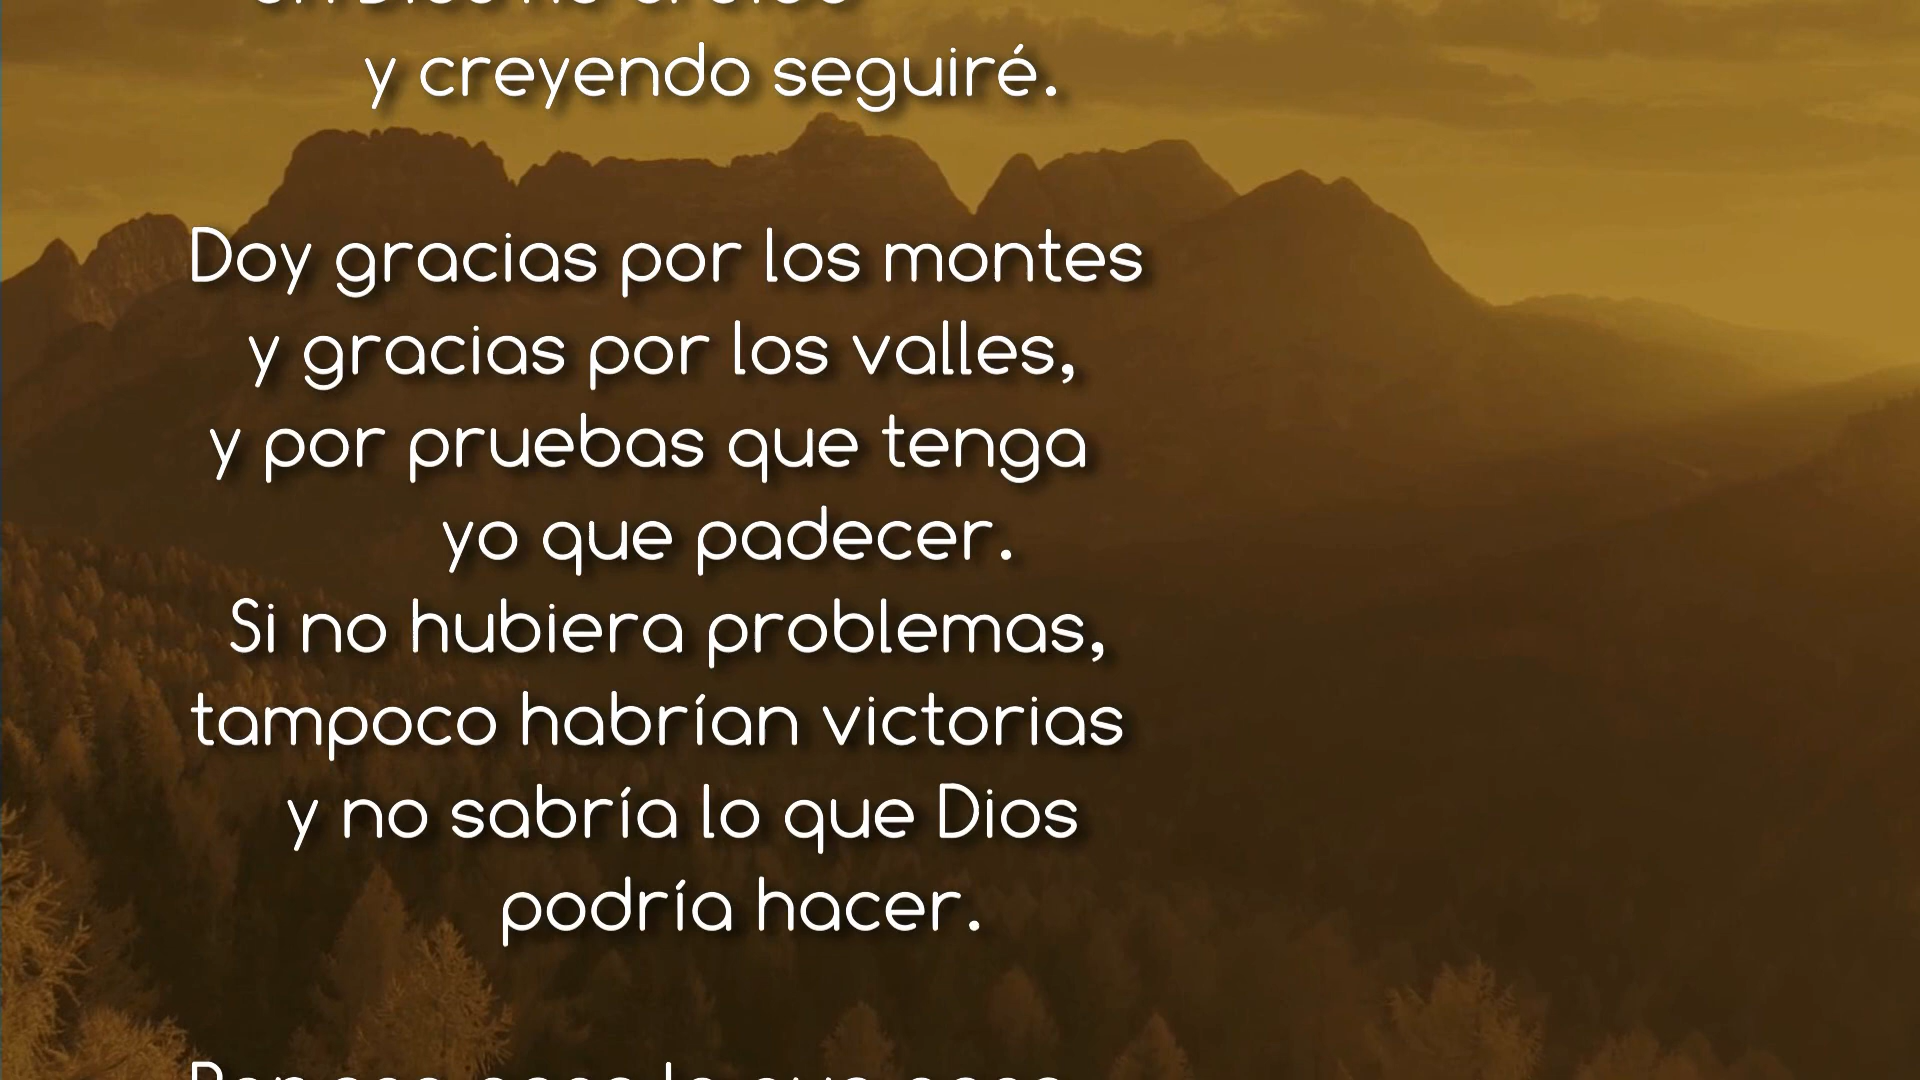 y creyendo seguiré.
Doy gracias por los montes
y gracias por los valles,
y por pruebas que tenga
yo que padecer.
Si no hubiera problemas,
tampoco habrían victorias
y no sabría lo que Dios
podría hacer.